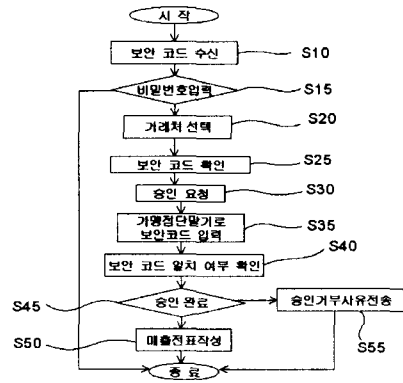 시 작
보안 코드 수신
S10
비밀번호입력
S15
거래처 선택
S20
보안 코드 확인
S25
승인 요청
S30
가맹점단말기로
보안코드 입력
S35
보안 코드 일치 여부 확인
S40
승인 완료
S45
승인거부사유전송
S55
매출전표작성
S50
종 료